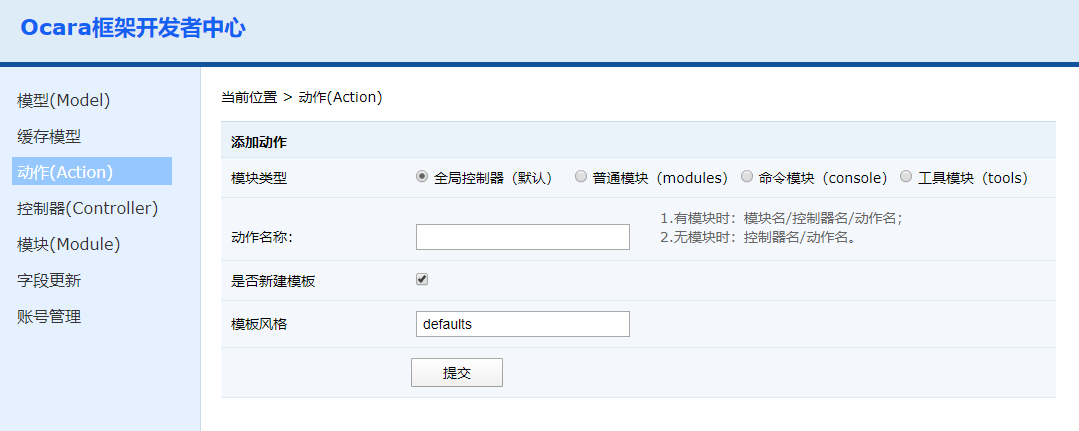 Ocara框架开发者中心
模型(Model)
缓存模型
动作(Action)
控制器(Controller)
模块(Module)
字段更新
账号管理
当前位置 > 动作(Action)
添加动作
模块类型 全局控制器（默认） 普通模块（modules） 命令模块（console） 工具模块（tools）
动作名称：
1.有模块时：模块名/控制器名/动作名；
2.无模块时：控制器名/动作名。
是否新建模板
模板风格 defaults
提交